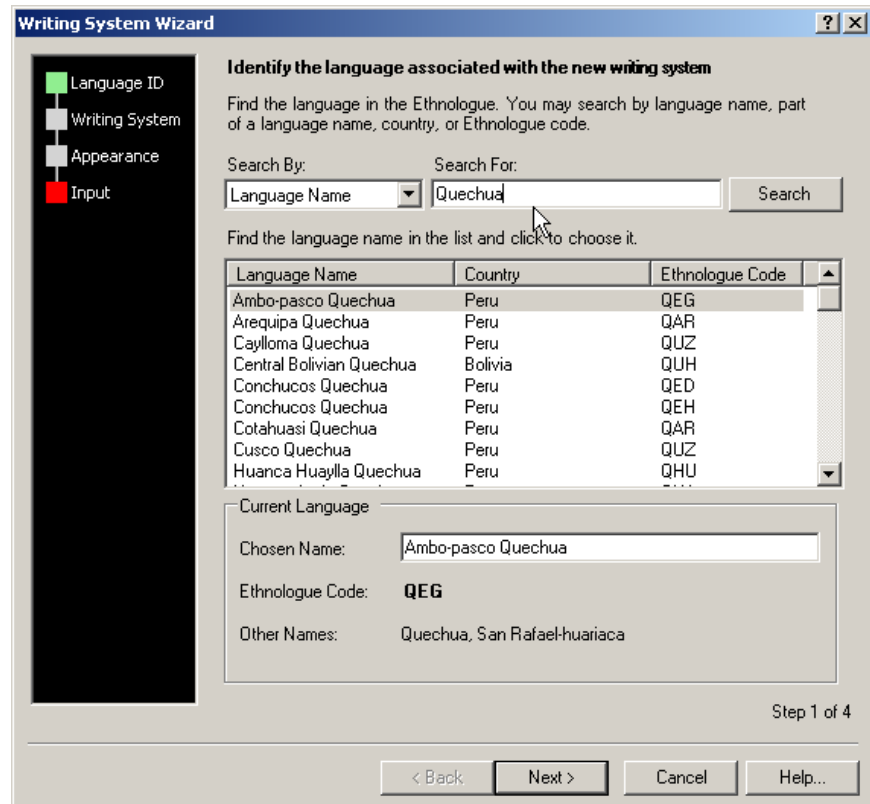 Writing System Wizard
Language ID
Writing System
Appearance
Input
Identify the language associated with the new writing system
Find the language in the Ethnologue. You may search by language name, part
of a language name, country, or Ethnologue code.
Search By: Search For:
Language Name Quechua Search
Find the language name in the list and click to choose it.
Language Name Country Ethnologue Code
Ambo-pasco Quechua Peru QEG
Arequipa Quechua Peru QAR
Caylloma Quechua Peru QUZ
Central Bolivian Quechua Bolivia QUH
Conchucos Quechua Peru QED
Conchucos Quechua Peru QEH
Cotahuasi Quechua Peru QAR
Cusco Quechua Peru QUZ
Huanca Huaylla Quechua Peru QHU
Current Language
Chosen Name: Ambo-pasco Quechua
Ethnologue Code: QEG
Other Names: Quechua, San Rafael-huariaca
Step 1 of 4
< Back Next > Cancel Help...